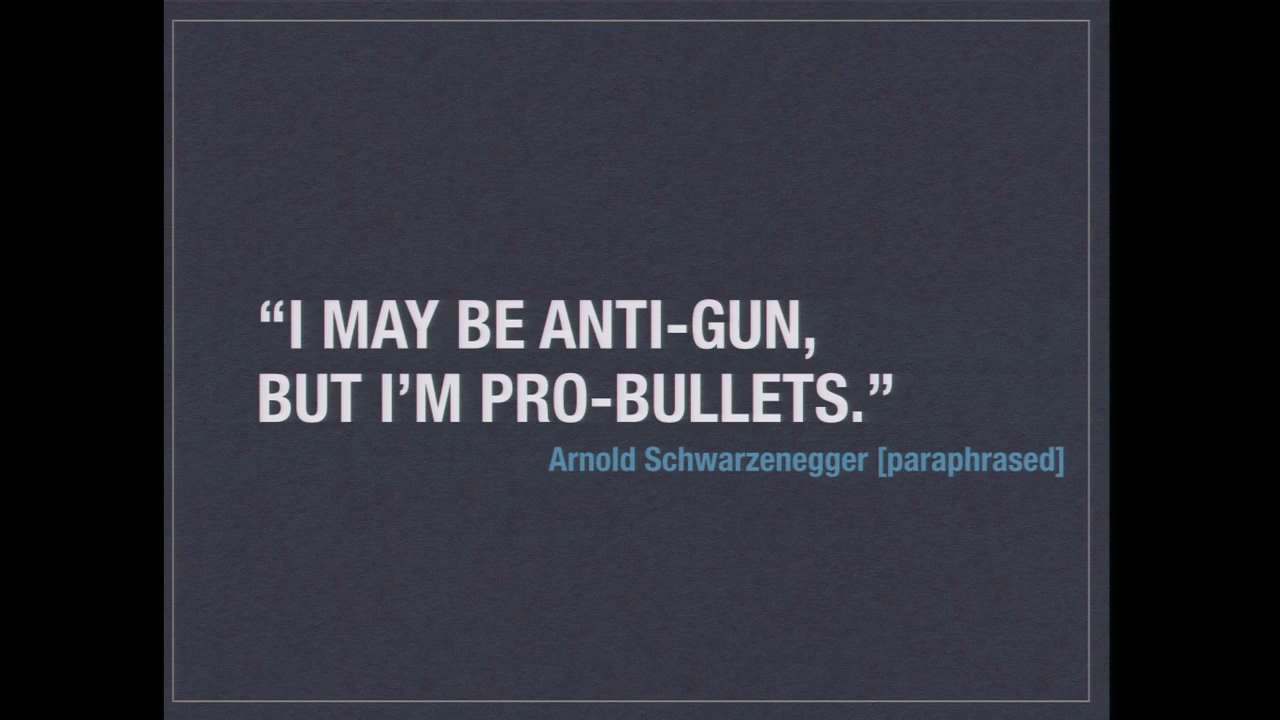 “I MAY BE ANTI-GUN,
BUT I’M PRO-BULLETS.”
Arnold Schwarzenegger [paraphrased]